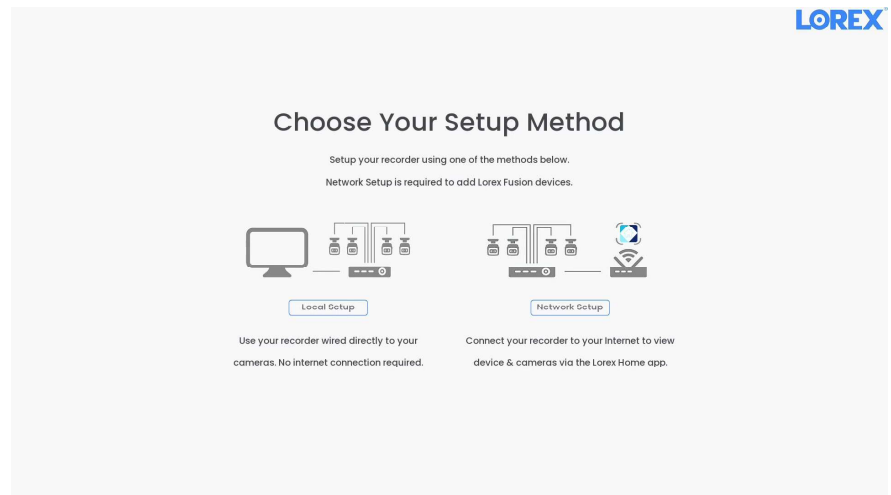 LOREX
Choose Your Setup Method
Setup your recorder using one of the methods below.
Network Setup is required to add Lorex Fusion devices.
Local Setup
Network Setup
Use your recorder wired directly to your
cameras. No internet connection required.
Connect your recorder to your Internet to view
device & cameras via the Lorex Home app.